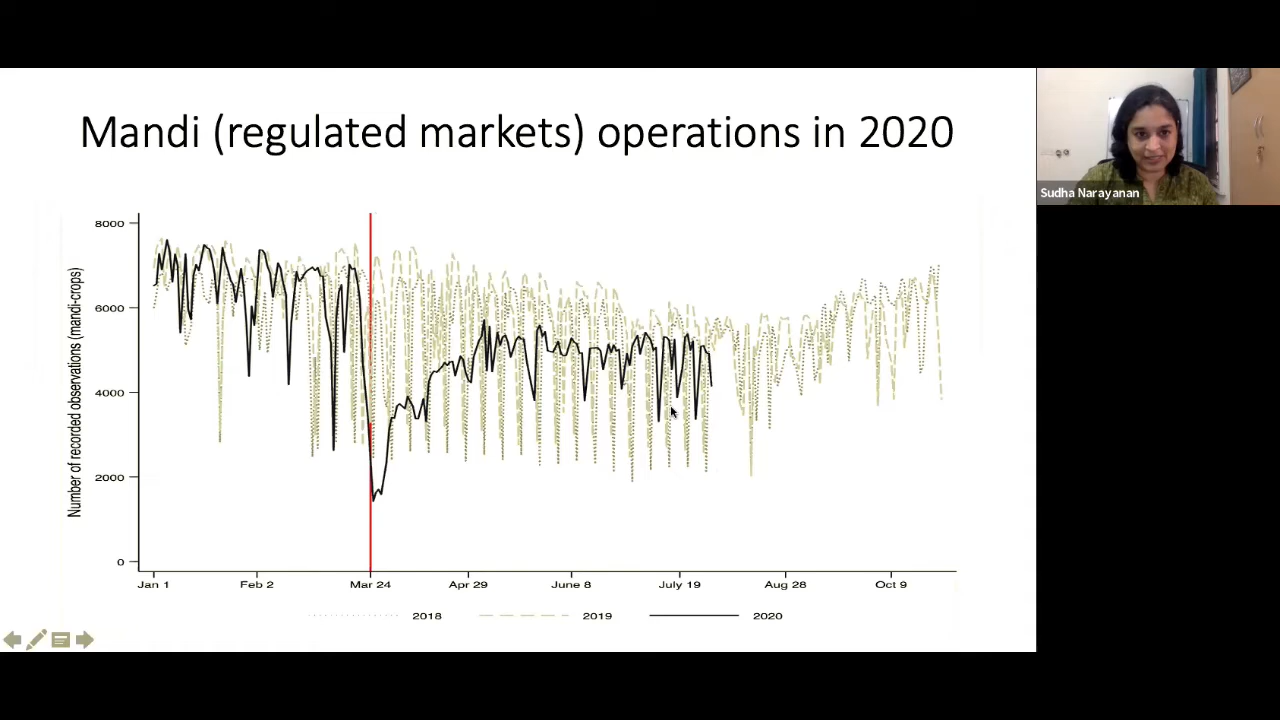 Mandi (regulated markets) operations in 2020
Sudha Narayanan
Number of recorded observations (mandi-crops)
8000
6000
4000
2000
0
Jan 1 Feb 2 Mar 24 Apr 29 June 8 July 19 Aug 28 Oct 9
2018 2019 2020